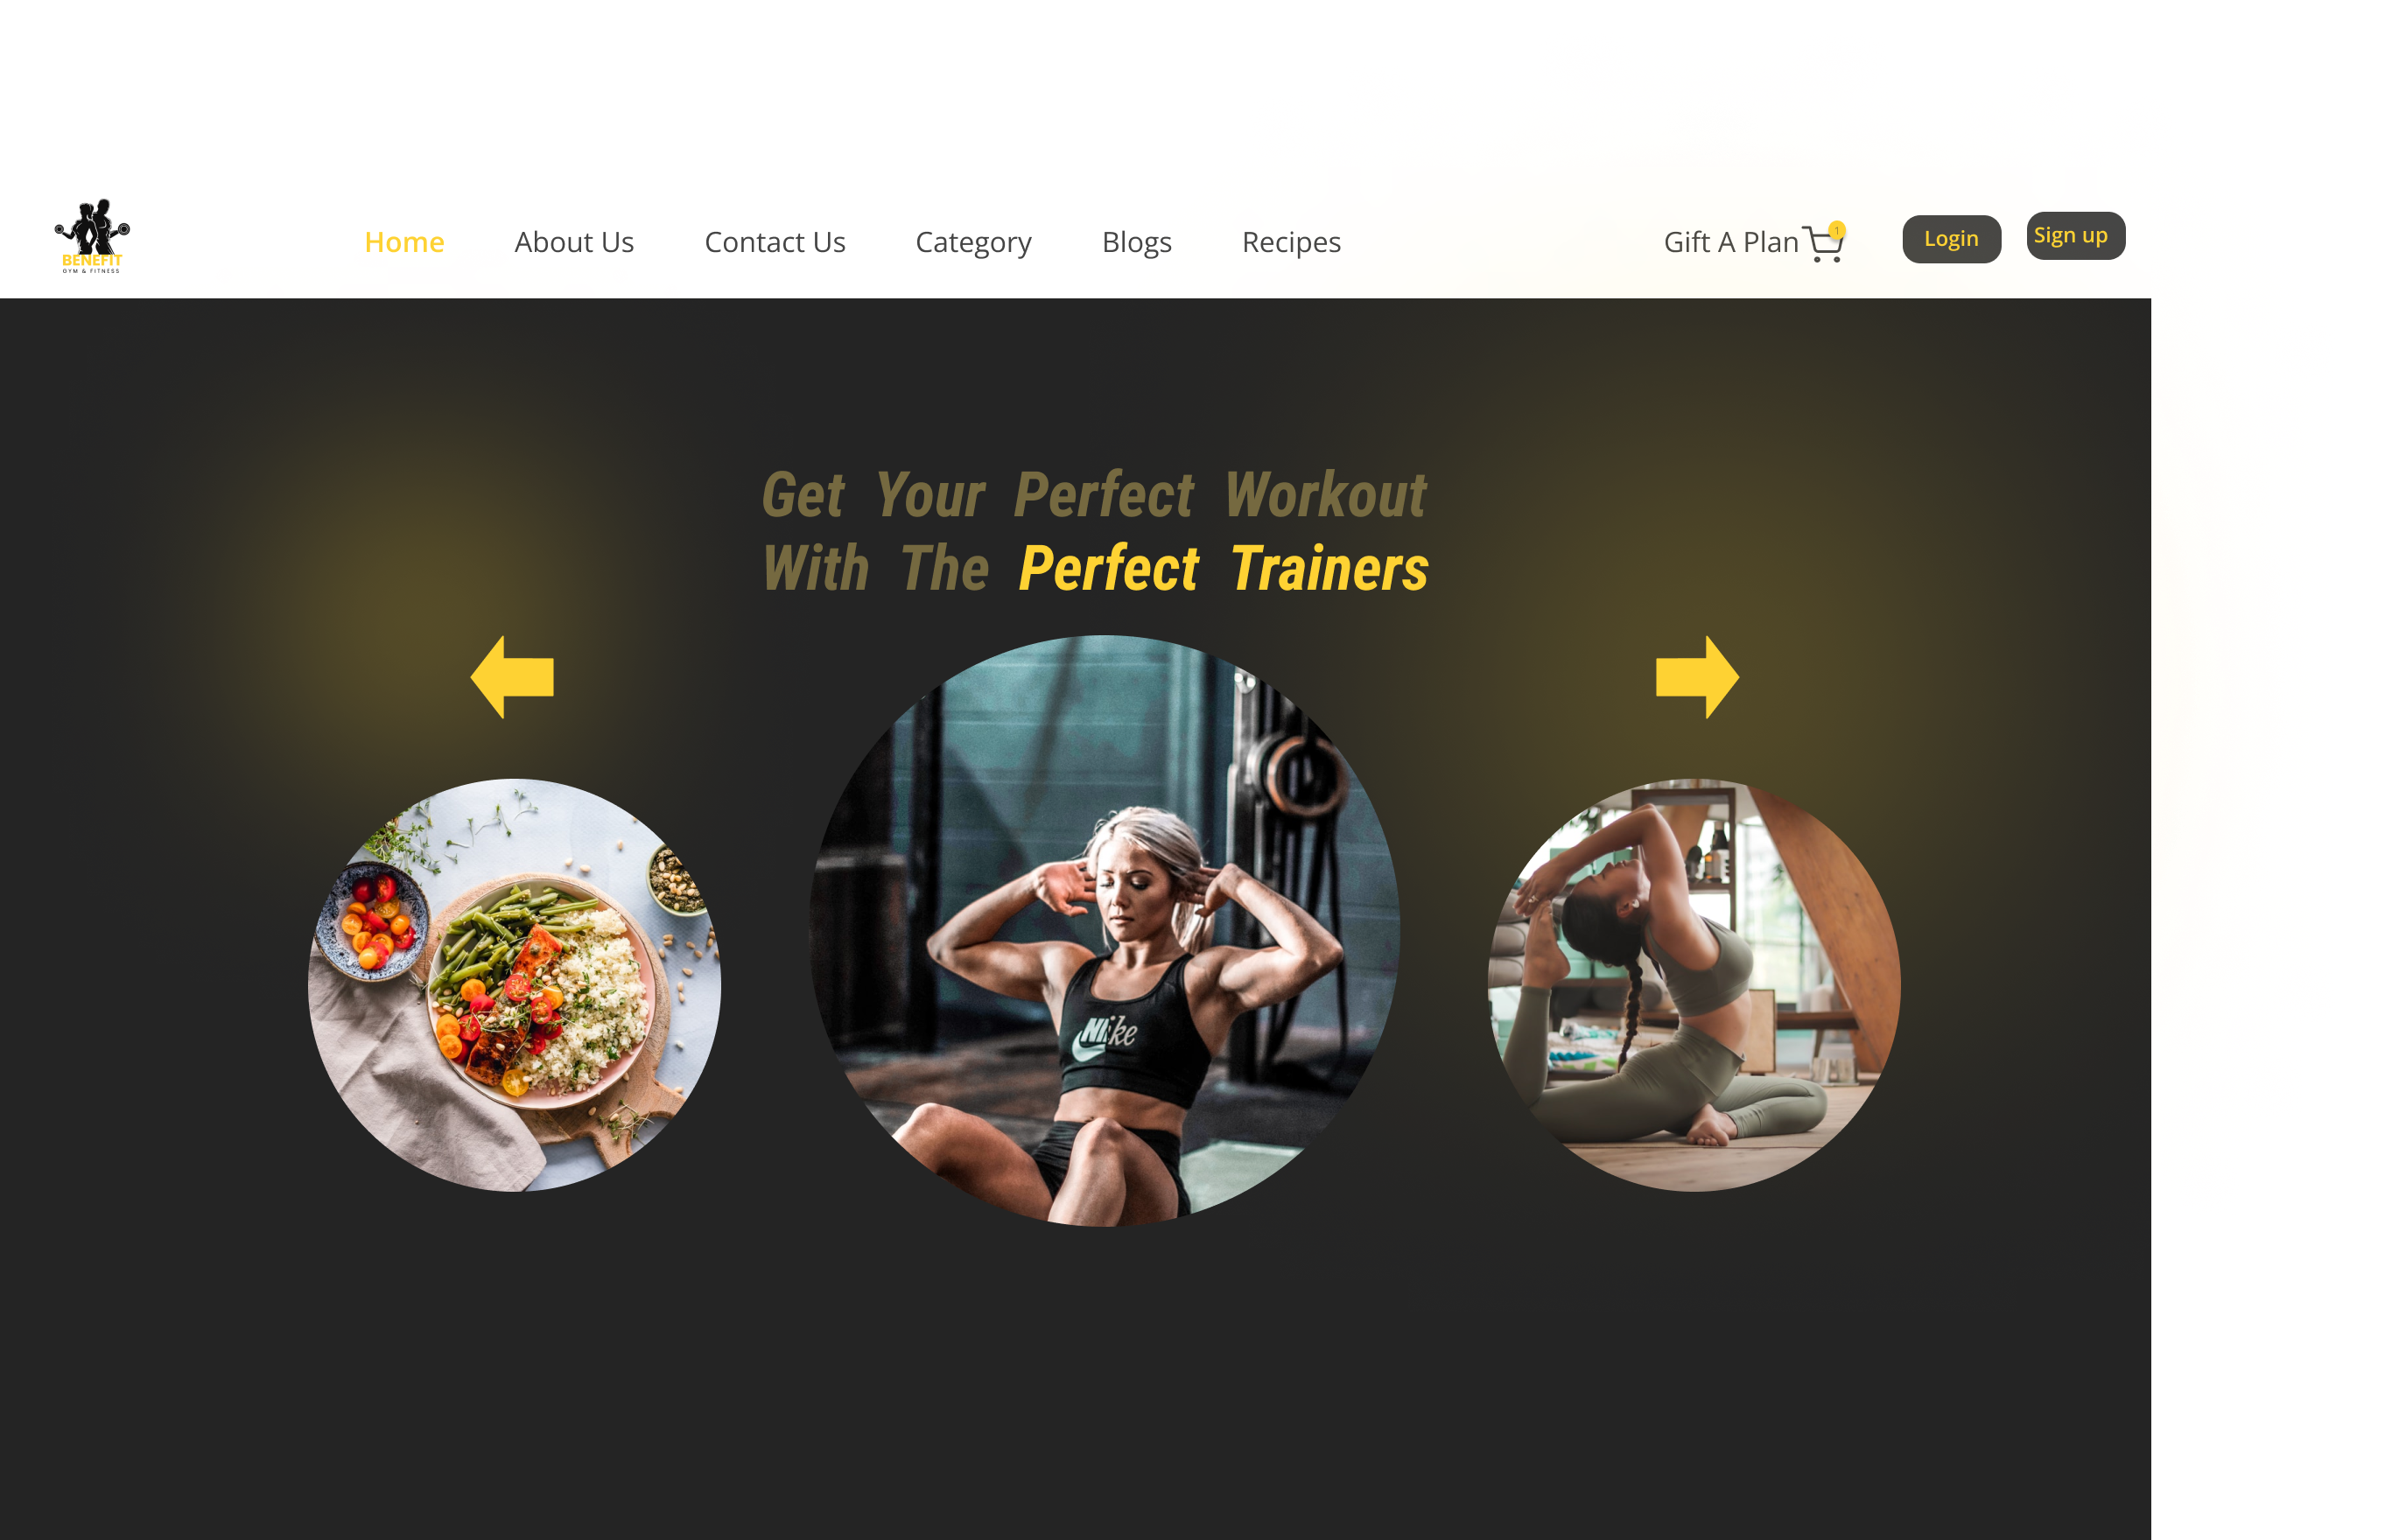 BENEFIT
GYM & FITNESS
Home About Us Contact Us Category Blogs Recipes Gift A Plan 1 Login Sign up
Get Your Perfect Workout
With The Perfect Trainers
Nike